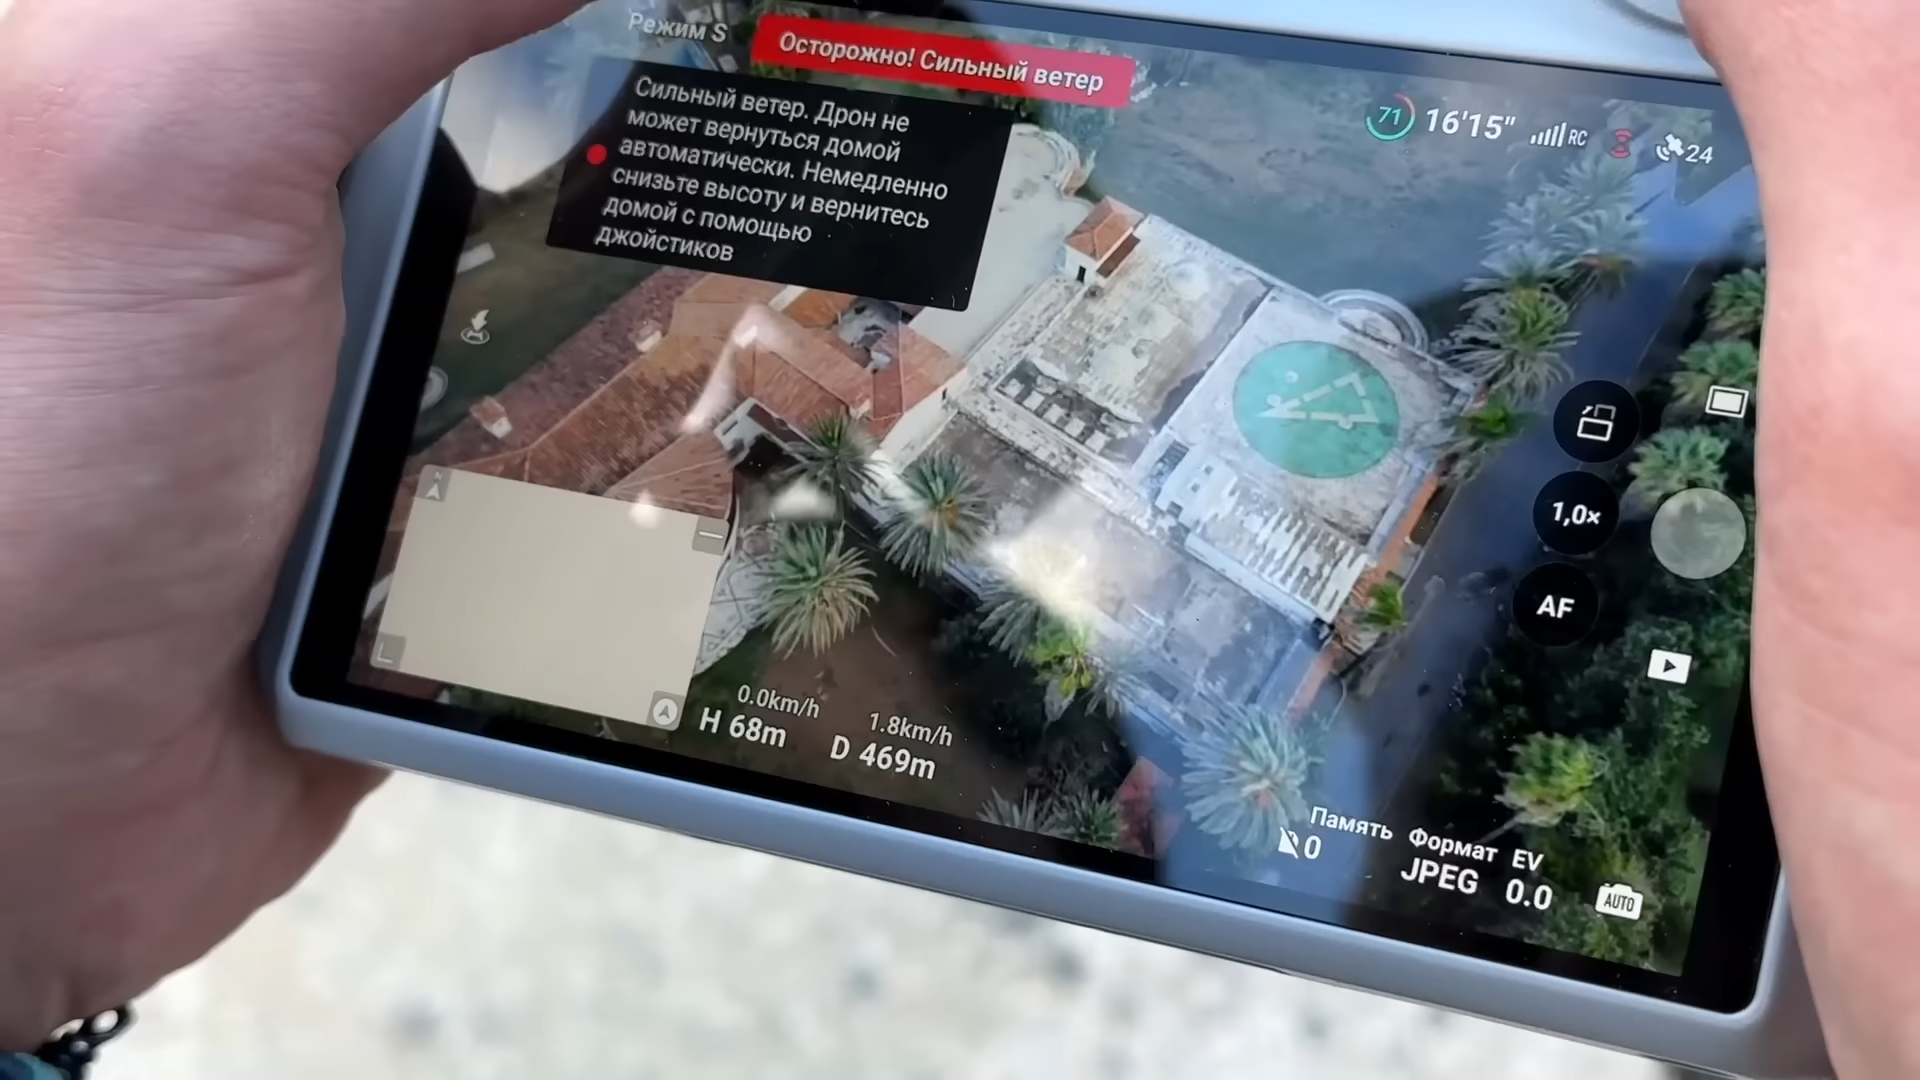 Режим S
Осторожно! Сильный ветер
Сильный ветер. Дрон не
может вернуться домой
автоматически. Немедленно
снизьте высоту и вернитесь
домой с помощью
джойстиков
71 16'15" RC 24
1,0×
AF
N
0.0km/h 1.8km/h
H 68m D 469m
Память Формат EV
0 JPEG 0.0
AUTO